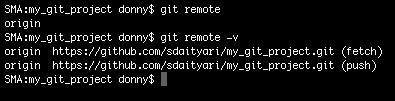 SMA:my_git_project donny$ git remote
origin
SMA:my_git_project donny$ git remote -v
origin  https://github.com/sdaityari/my_git_project.git (fetch)
origin  https://github.com/sdaityari/my_git_project.git (push)
SMA:my_git_project donny$